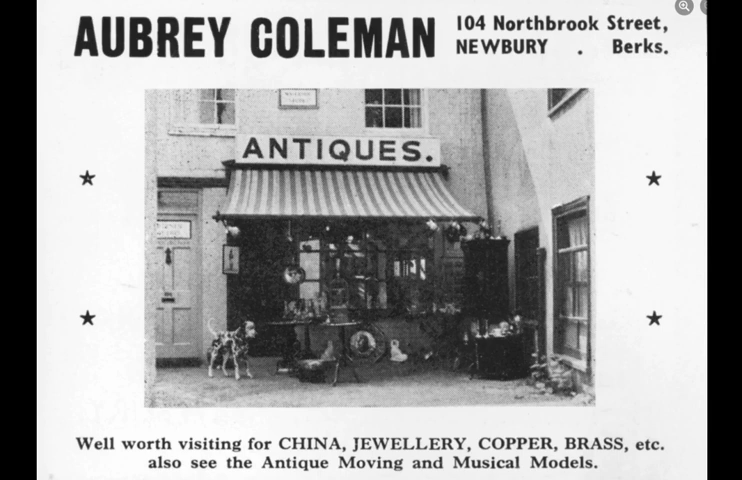 AUBREY COLEMAN
104 Northbrook Street,
NEWBURY . Berks.
ANTIQUES.
Well worth visiting for CHINA, JEWELLERY, COPPER, BRASS, etc.
also see the Antique Moving and Musical Models.